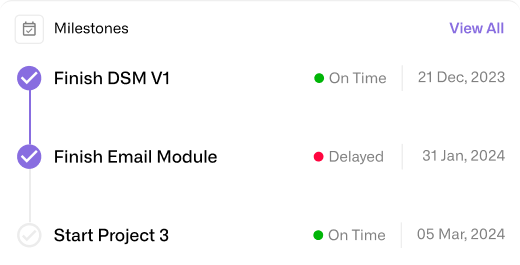 Milestones View All
Finish DSM V1 On Time 21 Dec, 2023
Finish Email Module Delayed 31 Jan, 2024
Start Project 3 On Time 05 Mar, 2024